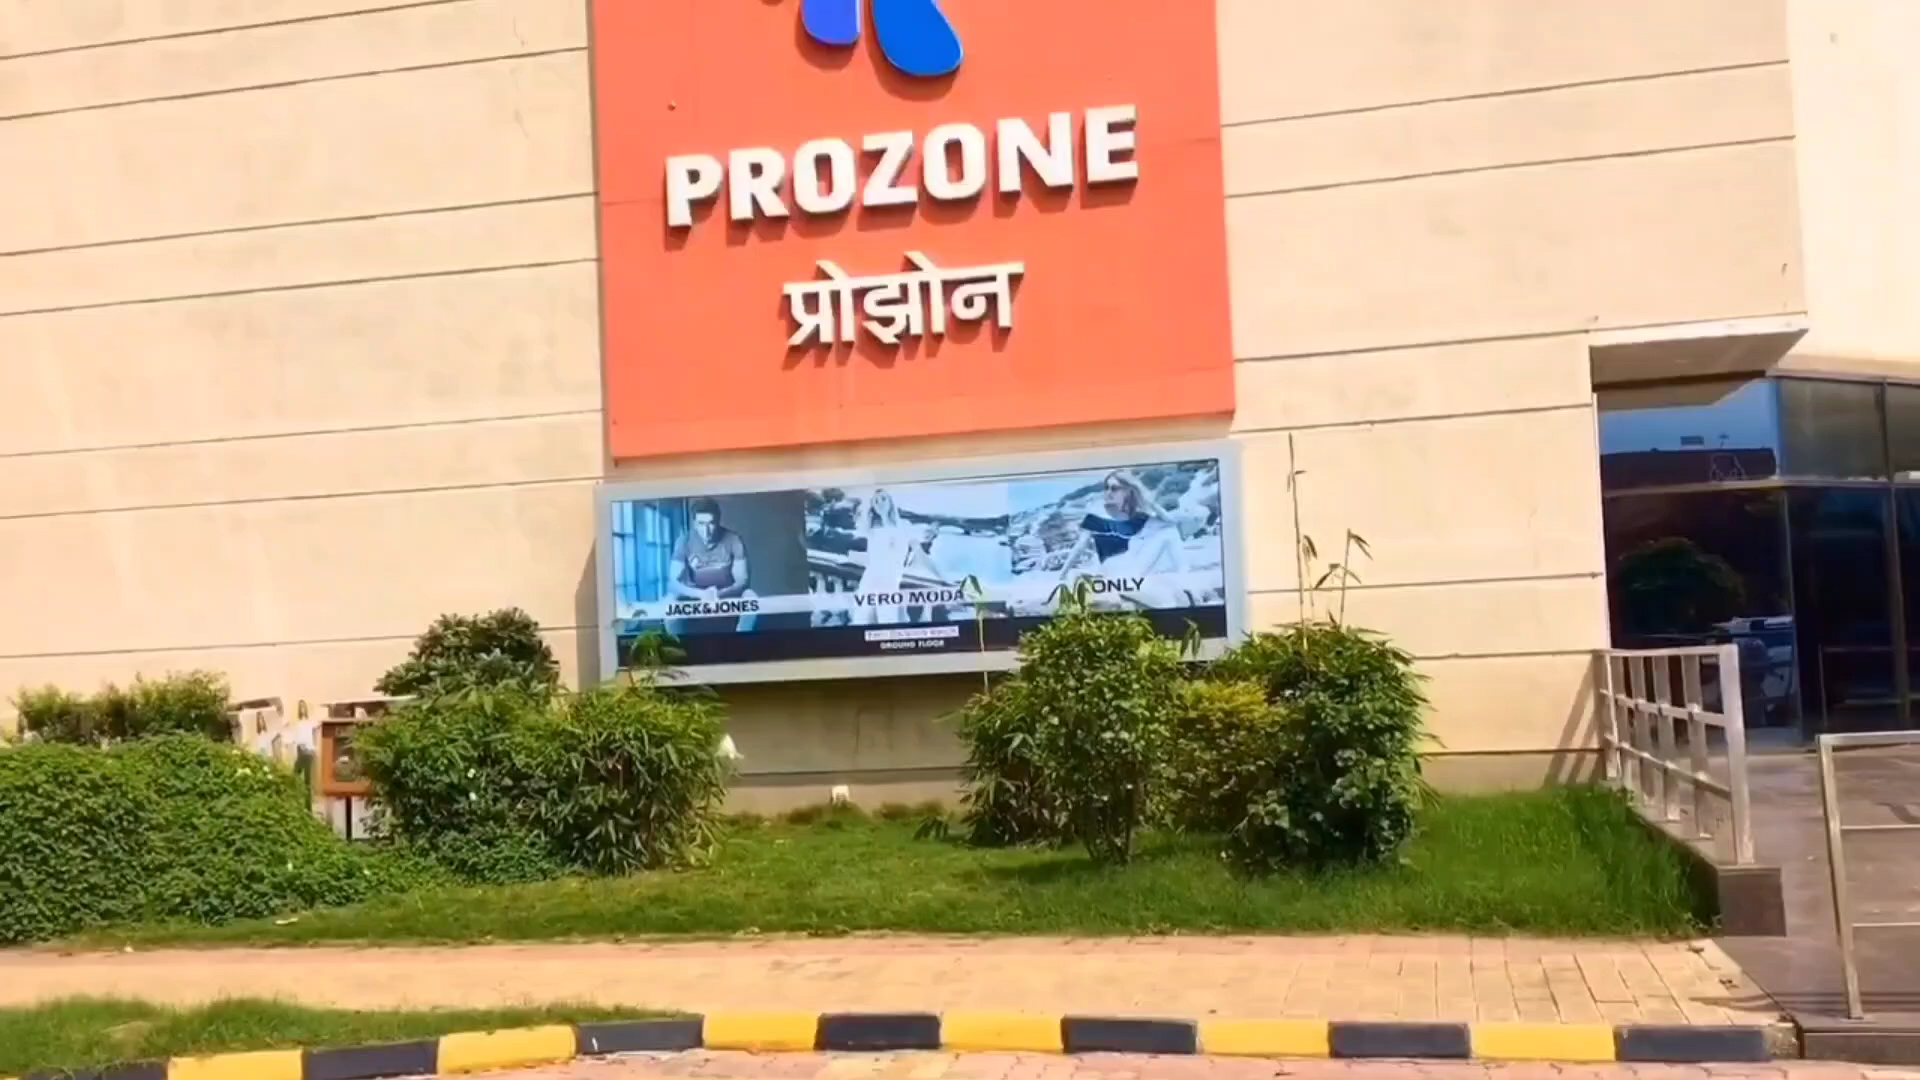 PROZONE
प्रोझोन
JACK&JONES
VERO MODA
ONLY
GROUND FLOOR